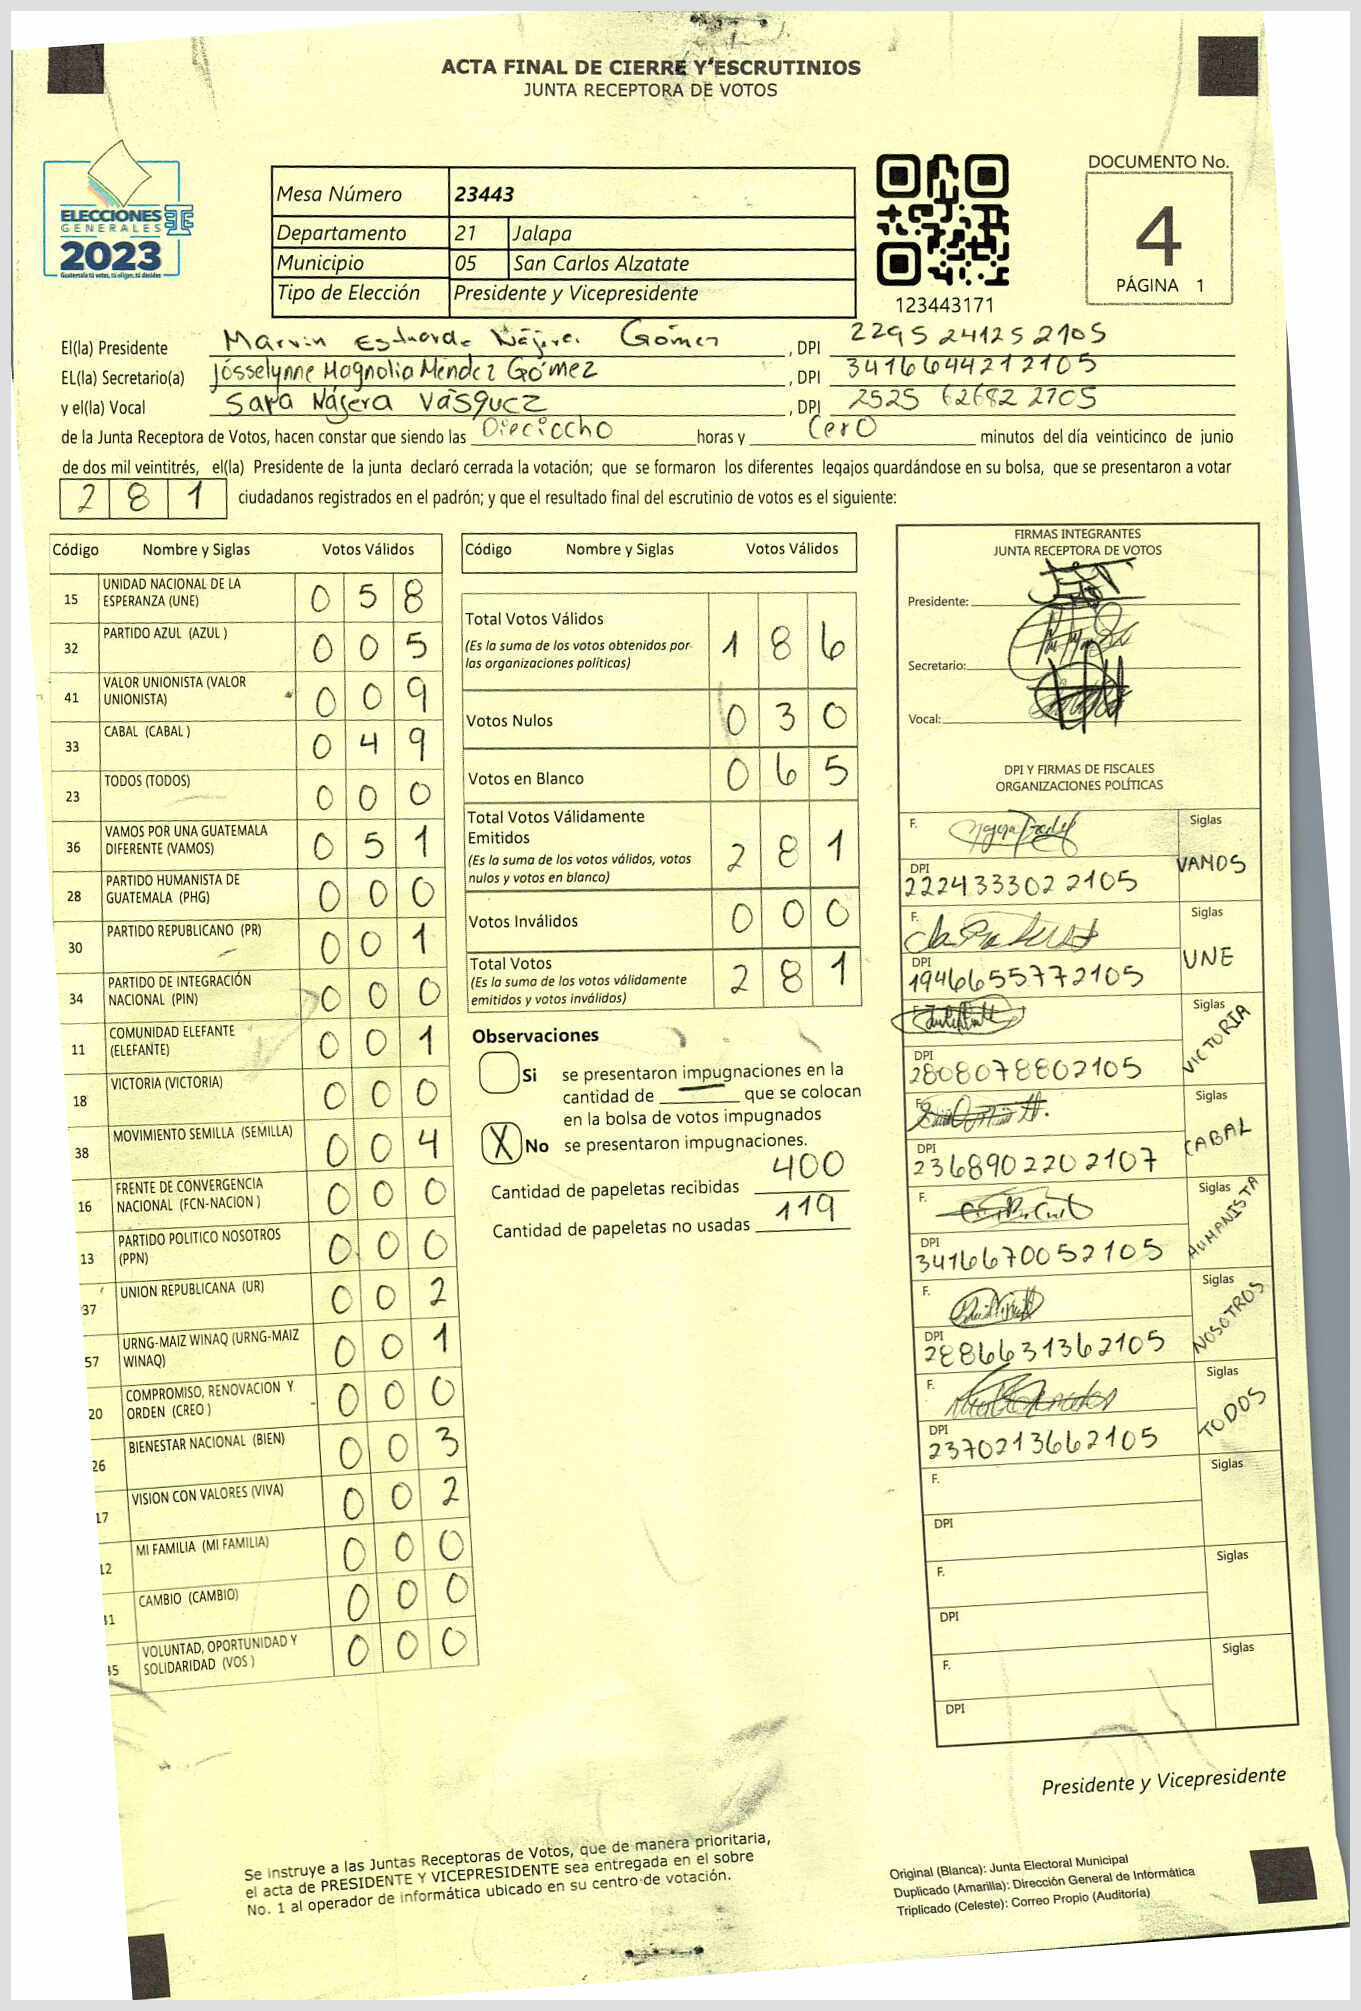 ACTA FINAL DE CIERRE Y ESCRUTINIOS
JUNTA RECEPTORA DE VOTOS
ELECCIONES
GENERALES
2023
Guatemala tú votas, tú eliges, tú decides
Mesa Número 23443
Departamento 21 Jalapa
Municipio 05 San Carlos Alzatate
Tipo de Elección Presidente y Vicepresidente
123443171
DOCUMENTO No.
4
PÁGINA 1
El(la) Presidente Marvin Estuardo Nájera Gómez , DPI 2295 24125 2105
EL(la) Secretario(a) Jósselynne Magnolia Mendez Gómez , DPI 3416644212105
y el(la) Vocal Sara Nájera Vásquez , DPI 2525 62682 2105
de la Junta Receptora de Votos, hacen constar que siendo las Dieciocho horas y cero minutos del día veinticinco de junio
de dos mil veintitrés, el(la) Presidente de la junta declaró cerrada la votación; que se formaron los diferentes legajos quardándose en su bolsa, que se presentaron a votar
2 8 1 ciudadanos registrados en el padrón; y que el resultado final del escrutinio de votos es el siguiente:
Código Nombre y Siglas Votos Válidos
15 UNIDAD NACIONAL DE LA ESPERANZA (UNE) 0 5 8
32 PARTIDO AZUL (AZUL ) 0 0 5
41 VALOR UNIONISTA (VALOR UNIONISTA) 0 0 9
33 CABAL (CABAL ) 0 4 9
23 TODOS (TODOS) 0 0 0
36 VAMOS POR UNA GUATEMALA DIFERENTE (VAMOS) 0 5 1
28 PARTIDO HUMANISTA DE GUATEMALA (PHG) 0 0 0
30 PARTIDO REPUBLICANO (PR) 0 0 1
34 PARTIDO DE INTEGRACIÓN NACIONAL (PIN) 0 0 0
11 COMUNIDAD ELEFANTE (ELEFANTE) 0 0 1
18 VICTORIA (VICTORIA) 0 0 0
38 MOVIMIENTO SEMILLA (SEMILLA) 0 0 4
16 FRENTE DE CONVERGENCIA NACIONAL (FCN-NACION ) 0 0 0
13 PARTIDO POLITICO NOSOTROS (PPN) 0 0 0
37 UNION REPUBLICANA (UR) 0 0 2
57 URNG-MAIZ WINAQ (URNG-MAIZ WINAQ) 0 0 1
20 COMPROMISO, RENOVACION Y ORDEN (CREO ) 0 0 0
26 BIENESTAR NACIONAL (BIEN) 0 0 3
17 VISION CON VALORES (VIVA) 0 0 2
12 MI FAMILIA (MI FAMILIA) 0 0 0
31 CAMBIO (CAMBIO) 0 0 0
35 VOLUNTAD, OPORTUNIDAD Y SOLIDARIDAD (VOS ) 0 0 0
Código Nombre y Siglas Votos Válidos
Total Votos Válidos 1 8 6
(Es la suma de los votos obtenidos por
las organizaciones políticas)
Votos Nulos 0 3 0
Votos en Blanco 0 6 5
Total Votos Válidamente
Emitidos 2 8 1
(Es la suma de los votos válidos, votos
nulos y votos en blanco)
Votos Inválidos 0 0 0
Total Votos 2 8 1
(Es la suma de los votos válidamente
emitidos y votos inválidos)
Observaciones
Si se presentaron impugnaciones en la
cantidad de — que se colocan
en la bolsa de votos impugnados
X No se presentaron impugnaciones.
Cantidad de papeletas recibidas 400
Cantidad de papeletas no usadas 119
FIRMAS INTEGRANTES
JUNTA RECEPTORA DE VOTOS
Presidente:
Secretario:
Vocal:
DPI Y FIRMAS DE FISCALES
ORGANIZACIONES POLÍTICAS
F. Siglas
DPI 2224333022105 VAMOS
F. Siglas
DPI 1946655772105 UNE
F. Siglas
DPI 2808078802105 VICTORIA
F. Siglas
DPI 2368902202107 CABAL
F. Siglas
DPI 3416670052105 HUMANISTA
F. Siglas
DPI 2886631362105 NOSOTROS
F. Siglas
DPI 2370213662105 TODOS
F. Siglas
DPI
F. Siglas
DPI
F. Siglas
DPI
Presidente y Vicepresidente
Se instruye a las Juntas Receptoras de Votos, que de manera prioritaria,
el acta de PRESIDENTE Y VICEPRESIDENTE sea entregada en el sobre
No. 1 al operador de informática ubicado en su centro de votación.
Original (Blanca): Junta Electoral Municipal
Duplicado (Amarilla): Dirección General de Informática
Triplicado (Celeste): Correo Propio (Auditoría)